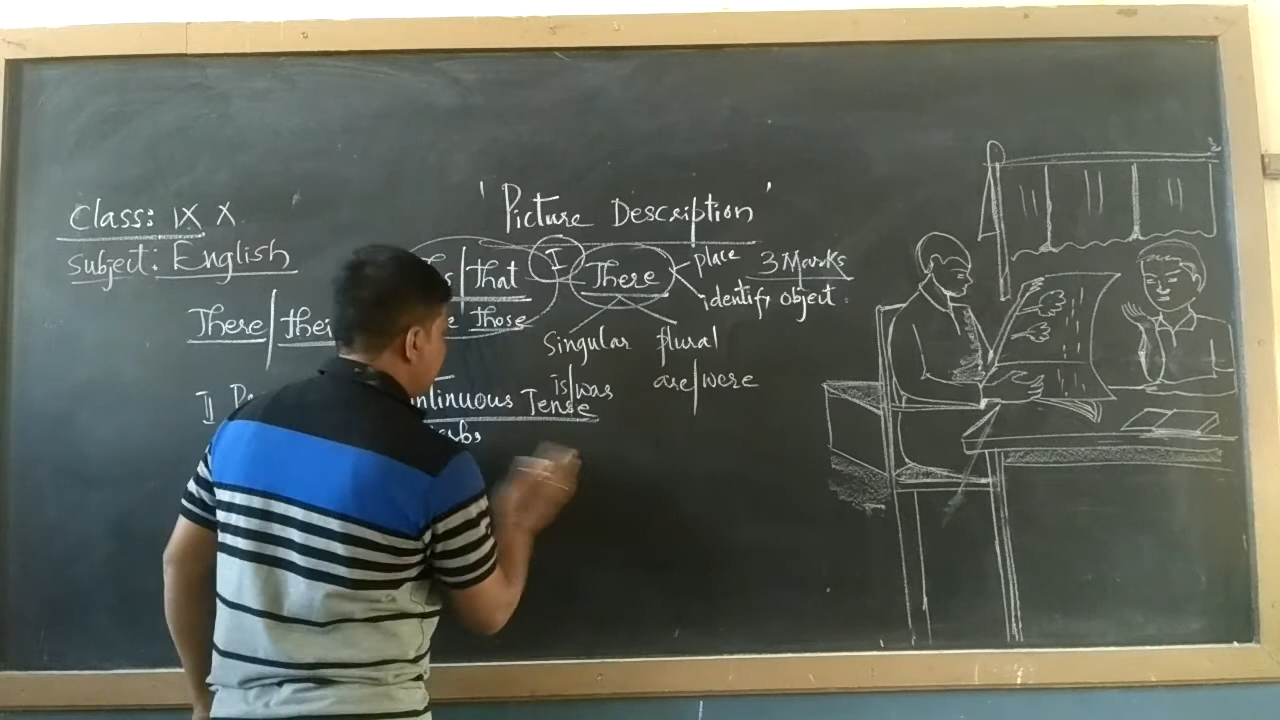 Class: IX X
Subject: English
'Picture Description'
that I There place 3 Marks
identify object:
There Those
Singular plural
is/was are/were
II Tense